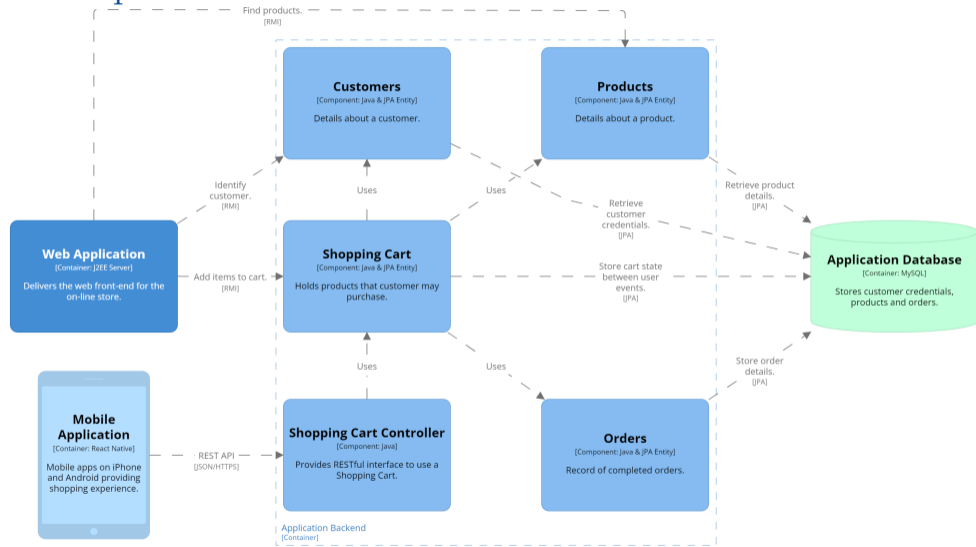 Find products.
[RMI]
Customers
[Component: Java & JPA Entity]
Details about a customer.
Products
[Component: Java & JPA Entity]
Details about a product.
Identify
customer.
[RMI]
Uses
Uses
Retrieve product
details.
[JPA]
Retrieve
customer
credentials.
[JPA]
Web Application
[Container: J2EE Server]
Delivers the web front-end for the
on-line store.
Add items to cart.
[RMI]
Shopping Cart
[Component: Java & JPA Entity]
Holds products that customer may
purchase.
Store cart state
between user
events.
[JPA]
Application Database
[Container: MySQL]
Stores customer credentials,
products and orders.
Uses
Uses
Store order
details.
[JPA]
Mobile
Application
[Container: React Native]
Mobile apps on iPhone
and Android providing
shopping experience.
REST API
[JSON/HTTPS]
Shopping Cart Controller
[Component: Java]
Provides RESTful interface to use a
Shopping Cart.
Orders
[Component: Java & JPA Entity]
Record of completed orders.
Application Backend
[Container]